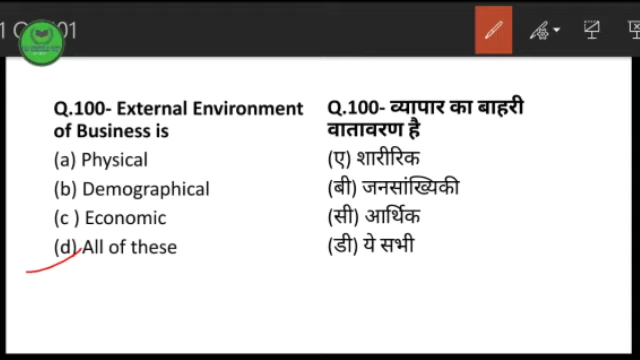 Q.100- External Environment
of Business is
(a) Physical
(b) Demographical
(c ) Economic
(d) All of these
Q.100- व्यापार का बाहरी
वातावरण है
(ए) शारीरिक
(बी) जनसांख्यिकी
(सी) आर्थिक
(डी) ये सभी